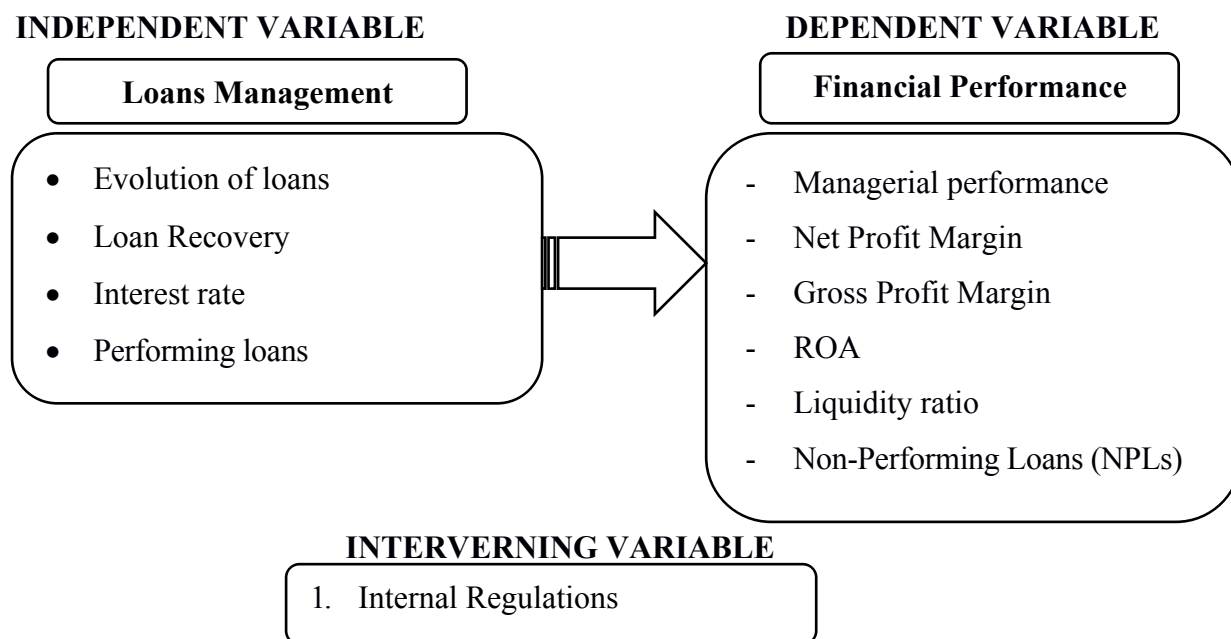 INDEPENDENT VARIABLE
Loans Management
• Evolution of loans
• Loan Recovery
• Interest rate
• Performing loans
DEPENDENT VARIABLE
Financial Performance
- Managerial performance
- Net Profit Margin
- Gross Profit Margin
- ROA
- Liquidity ratio
- Non-Performing Loans (NPLs)
INTERVERNING VARIABLE
1. Internal Regulations